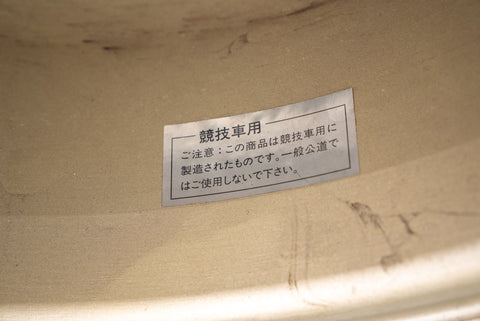 競技車用
ご注意：この商品は競技車用に
製造されたものです。一般公道で
はご使用しないで下さい。